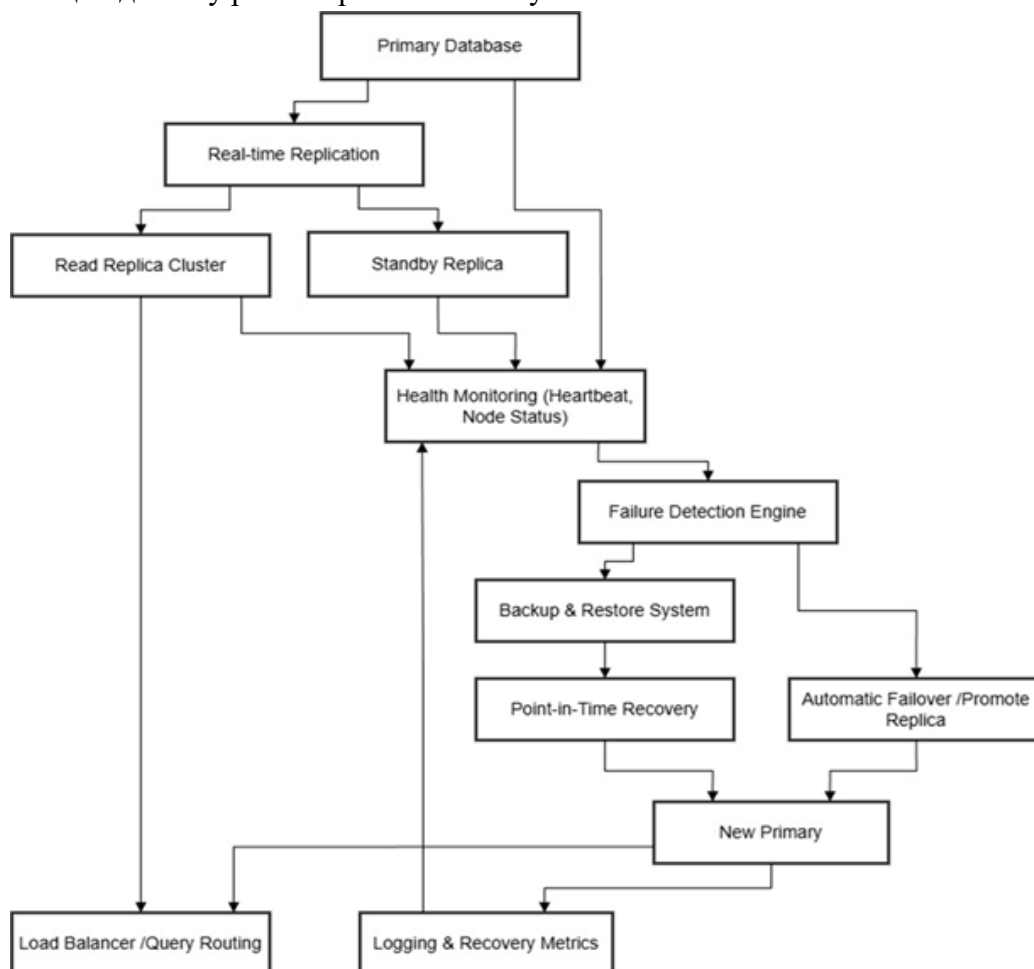 Primary Database
Real-time Replication
Read Replica Cluster
Standby Replica
Health Monitoring (Heartbeat,
Node Status)
Failure Detection Engine
Backup & Restore System
Point-in-Time Recovery
Automatic Failover /Promote
Replica
New Primary
Load Balancer /Query Routing
Logging & Recovery Metrics